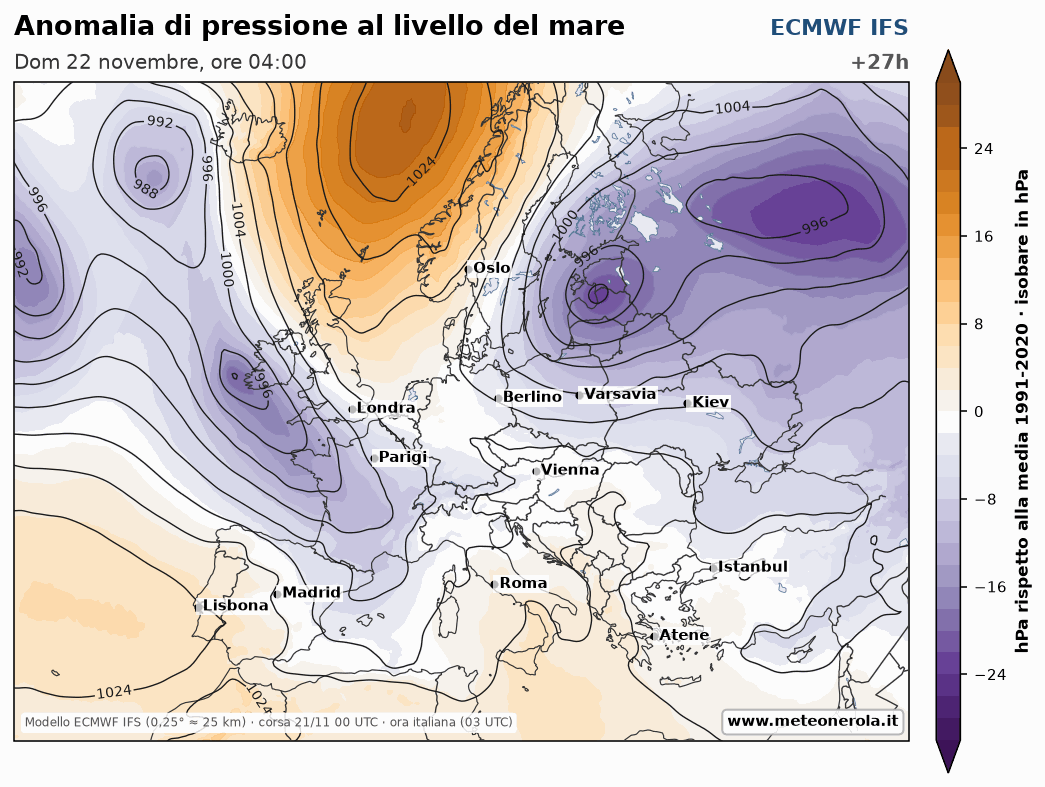 Anomalia di pressione al livello del mare
ECMWF IFS
Dom 22 novembre, ore 04:00
+27h
992
1004
996
988
1024
996
1004
1000
996
992
1000
996
Oslo
24
16
8
0
−8
−16
−24
hPa rispetto alla media 1991-2020 · isobare in hPa
996
Londra
Berlino
Varsavia
Kiev
Parigi
Vienna
Istanbul
Roma
Madrid
Lisbona
Atene
1024
1024
Modello ECMWF IFS (0,25° ≈ 25 km) · corsa 21/11 00 UTC · ora italiana (03 UTC)
www.meteonerola.it